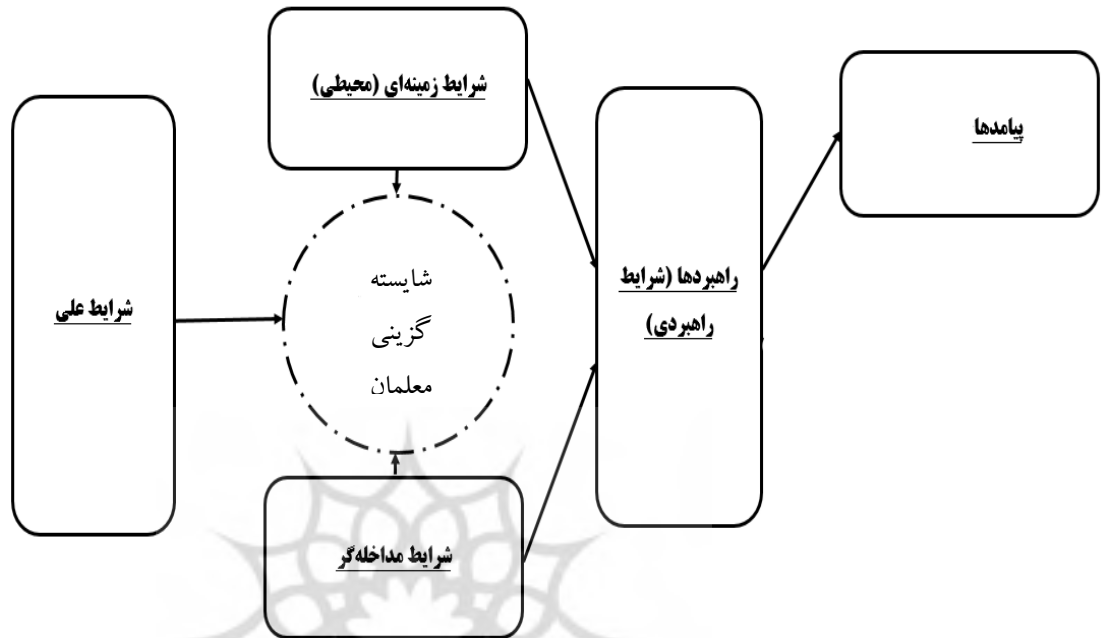 شرایط زمینه‌ای (محیطی)
پیامدها
راهبردها (شرایط
راهبردی)
شایسته
گزینی
معلمان
شرایط علی
شرایط مداخله‌گر